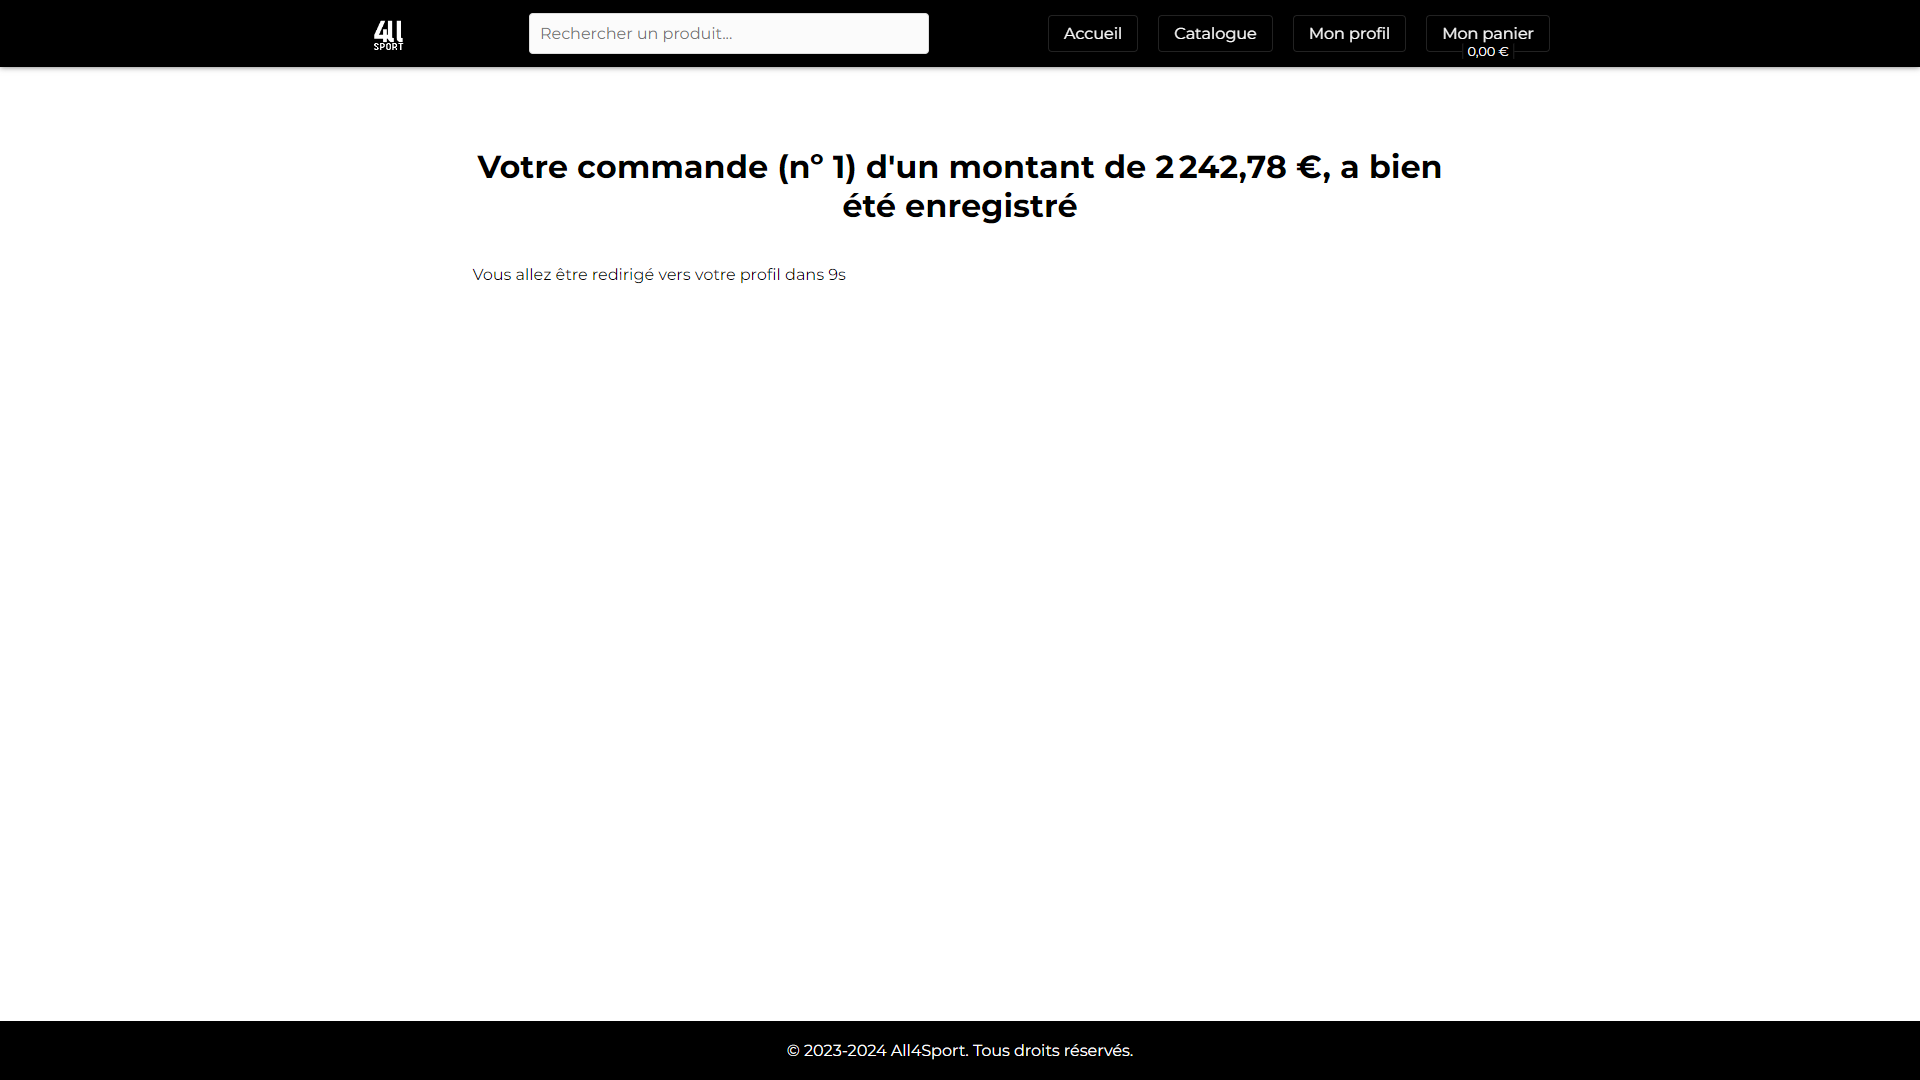 4ll
SPORT
Rechercher un produit...
Accueil
Catalogue
Mon profil
Mon panier
0,00 €
Votre commande (n° 1) d'un montant de 2 242,78 €, a bien
été enregistré
Vous allez être redirigé vers votre profil dans 9s
© 2023-2024 All4Sport. Tous droits réservés.